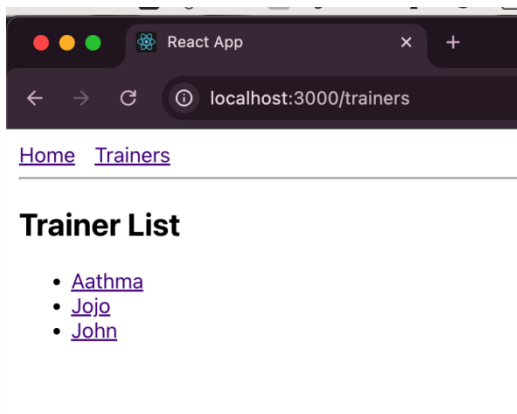 React App
localhost:3000/trainers
Home Trainers
Trainer List
Aathma
Jojo
John